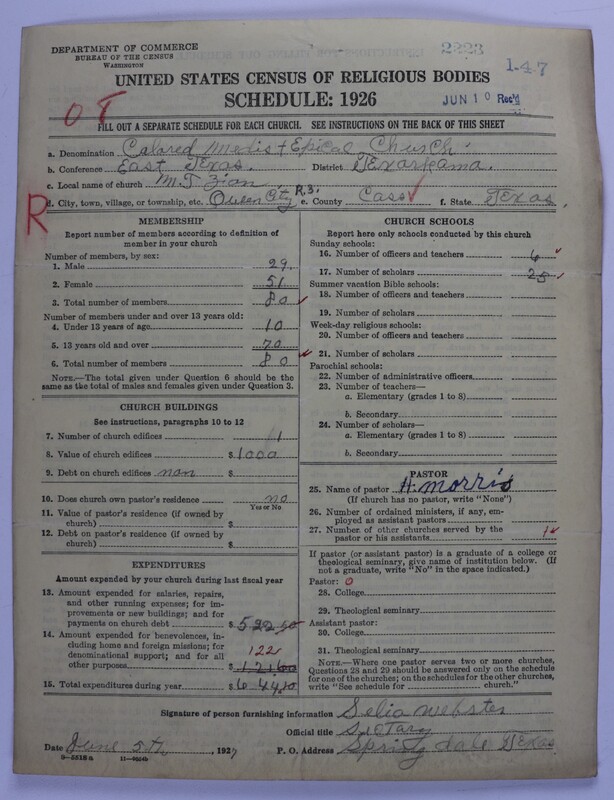 DEPARTMENT OF COMMERCE
BUREAU OF THE CENSUS
WASHINGTON
2223
1-47
UNITED STATES CENSUS OF RELIGIOUS BODIES
SCHEDULE: 1926
JUN 10 Rec'd
FILL OUT A SEPARATE SCHEDULE FOR EACH CHURCH. SEE INSTRUCTIONS ON THE BACK OF THIS SHEET
a. Denomination Colored Medist Epical Church
b. Conference East Texas. District Texarkama.
c. Local name of church M.T Zion
d. City, town, village, or township, etc. Queen City R.3. e. County Cass f. State Texas
R
MEMBERSHIP
Report number of members according to definition of member in your church
Number of members, by sex:
1. Male 29
2. Female 51
3. Total number of members 80
Number of members under and over 13 years old:
4. Under 13 years of age 10
5. 13 years old and over 70
6. Total number of members 80
NOTE.—The total given under Question 6 should be the same as the total of males and females given under Question 3.
CHURCH BUILDINGS
See instructions, paragraphs 10 to 12
7. Number of church edifices 1
8. Value of church edifices $1000
9. Debt on church edifices non $
10. Does church own pastor's residence no
Yes or No
11. Value of pastor's residence (if owned by church) $
12. Debt on pastor's residence (if owned by church) $
EXPENDITURES
Amount expended by your church during last fiscal year
13. Amount expended for salaries, repairs, and other running expenses; for improvements or new buildings; and for payments on church debt $522.50
14. Amount expended for benevolences, including home and foreign missions; for denominational support; and for all other purposes $
122
15. Total expenditures during year $
CHURCH SCHOOLS
Report here only schools conducted by this church
Sunday schools:
16. Number of officers and teachers 6
17. Number of scholars 25
Summer vacation Bible schools:
18. Number of officers and teachers
19. Number of scholars
Week-day religious schools:
20. Number of officers and teachers
21. Number of scholars
Parochial schools:
22. Number of administrative officers
23. Number of teachers—
a. Elementary (grades 1 to 8)
b. Secondary
24. Number of scholars—
a. Elementary (grades 1 to 8)
b. Secondary
PASTOR
25. Name of pastor H. morris
(If church has no pastor, write "None")
26. Number of ordained ministers, if any, employed as assistant pastors
27. Number of other churches served by the pastor or his assistants 1
If pastor (or assistant pastor) is a graduate of a college or theological seminary, give name of institution below. (If not a graduate, write "No" in the space indicated.)
Pastor: 0
28. College
29. Theological seminary
Assistant pastor:
30. College
31. Theological seminary
NOTE.—Where one pastor serves two or more churches, Questions 28 and 29 should be answered only on the schedule for one of the churches; on the schedules for the other churches, write "See schedule for church."
Signature of person furnishing information Selia Webster
Official title Sectary
Date June 5th, 1927 P. O. Address Spring dale Texas